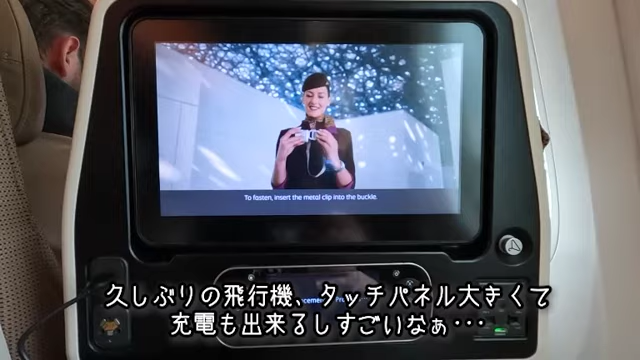 To fasten, insert the metal clip into the buckle.
久しぶりの飛行機、タッチパネル大きくて
充電も出来るしすごいなぁ・・・